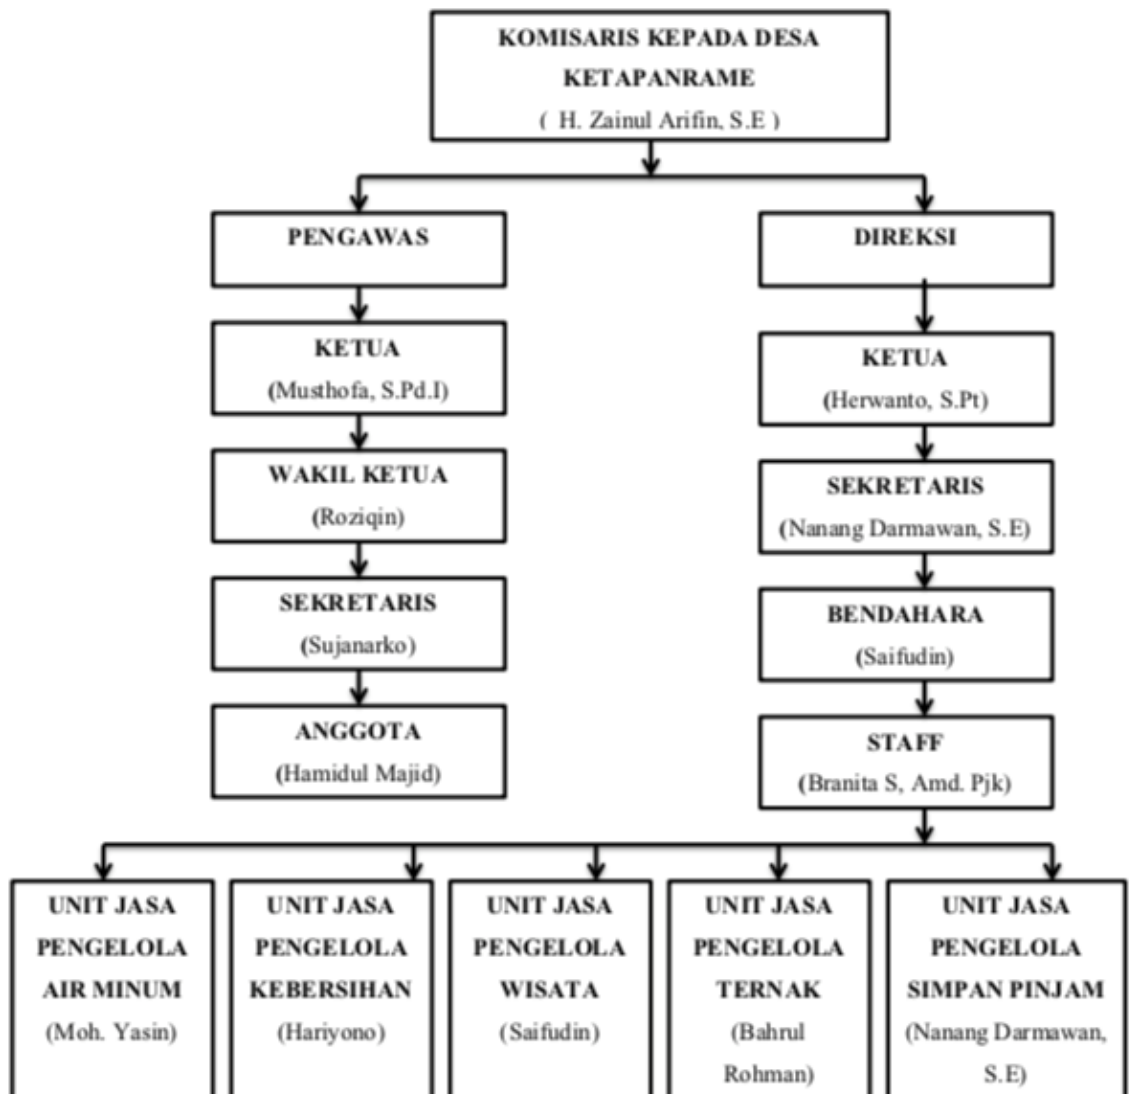 KOMISARIS KEPADA DESA
KETAPANRAME
( H. Zainul Arifin, S.E )
PENGAWAS
DIREKSI
KETUA
(Musthofa, S.Pd.I)
KETUA
(Herwanto, S.Pt)
WAKIL KETUA
(Roziqin)
SEKRETARIS
(Nanang Darmawan, S.E)
SEKRETARIS
(Sujanarko)
BENDAHARA
(Saifudin)
ANGGOTA
(Hamidul Majid)
STAFF
(Branita S, Amd. Pjk)
UNIT JASA
PENGELOLA
AIR MINUM
(Moh. Yasin)
UNIT JASA
PENGELOLA
KEBERSIHAN
(Hariyono)
UNIT JASA
PENGELOLA
WISATA
(Saifudin)
UNIT JASA
PENGELOLA
TERNAK
(Bahrul
Rohman)
UNIT JASA
PENGELOLA
SIMPAN PINJAM
(Nanang Darmawan,
S.E)